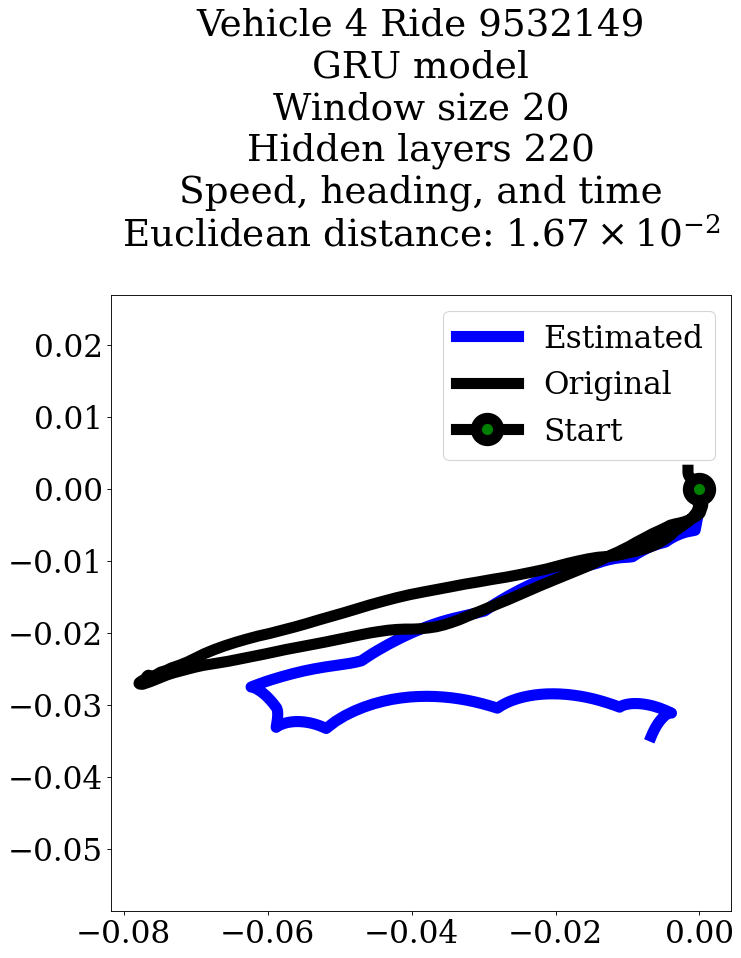 Vehicle 4 Ride 9532149
GRU model
Window size 20
Hidden layers 220
Speed, heading, and time
Euclidean distance: 1.67 × 10⁻²
Estimated
Original
Start
0.02
0.01
0.00
−0.01
−0.02
−0.03
−0.04
−0.05
−0.08 −0.06 −0.04 −0.02 0.00